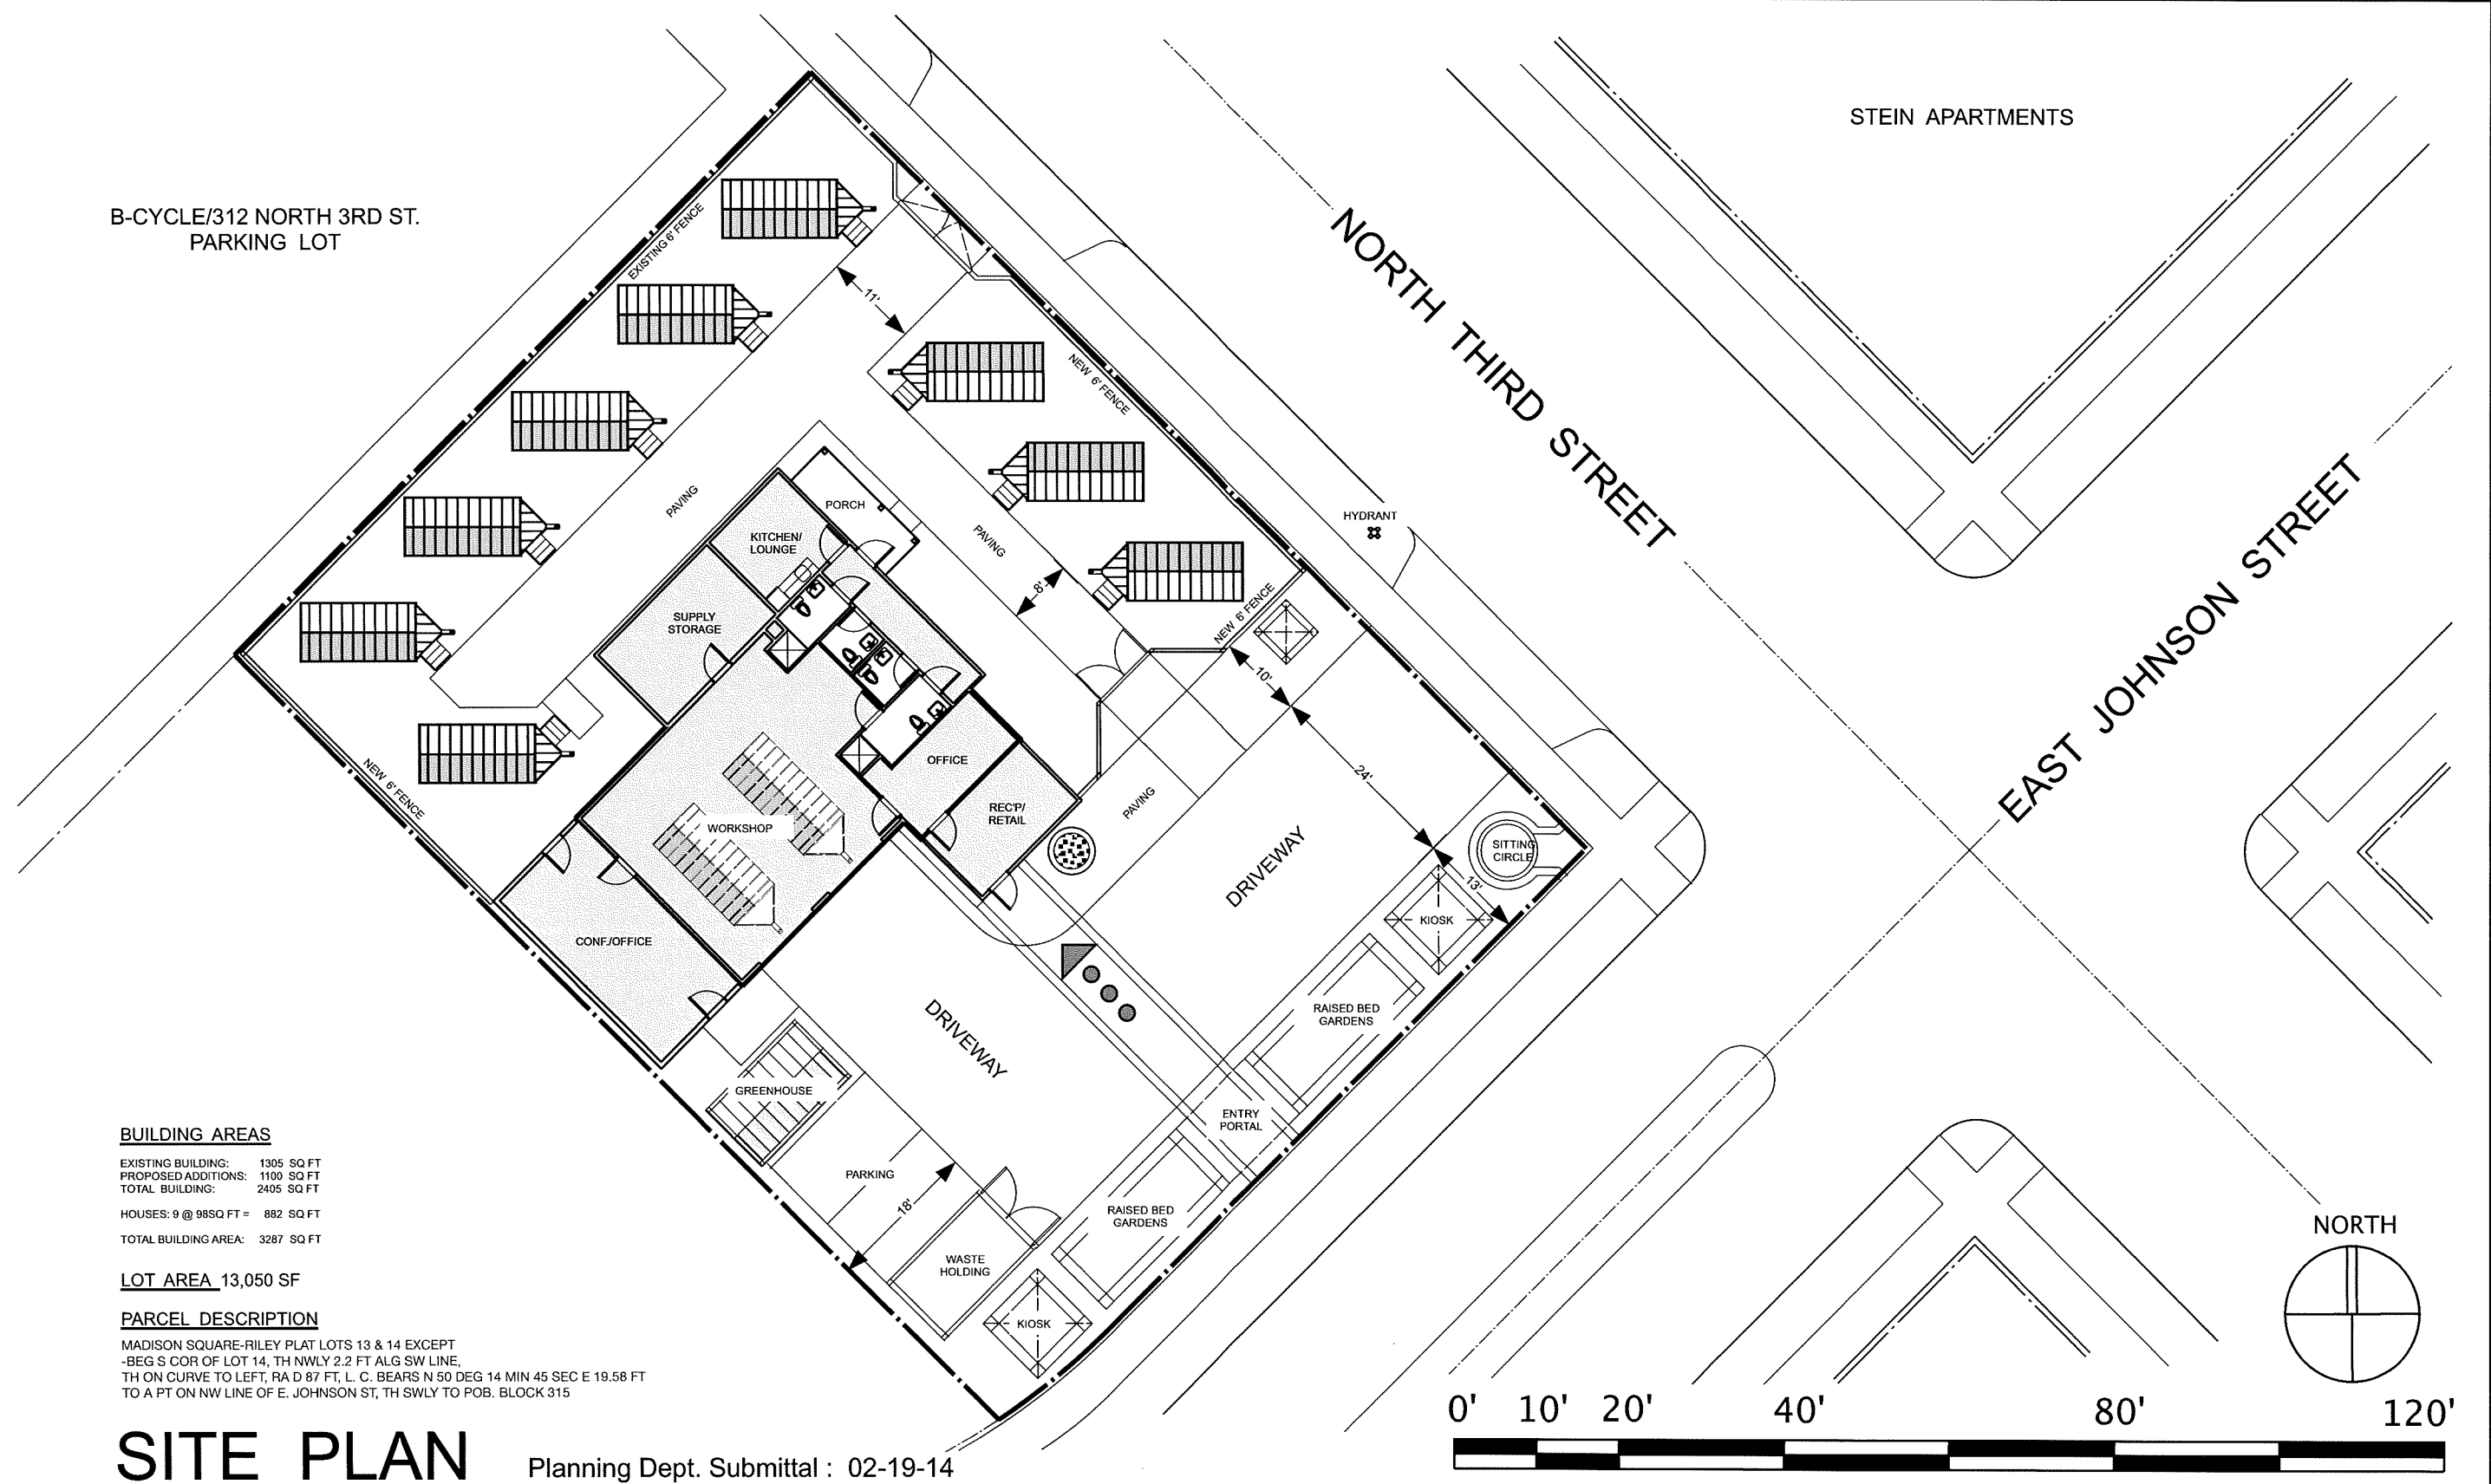 STEIN APARTMENTS
B-CYCLE/312 NORTH 3RD ST.
PARKING LOT
EXISTING 6' FENCE
11'
NORTH THIRD STREET
NEW 6' FENCE
PAVING
PORCH
KITCHEN/
LOUNGE
PAVING
HYDRANT
8'
SUPPLY
STORAGE
NEW 6' FENCE
EAST JOHNSON STREET
10'
OFFICE
24'
NEW 6' FENCE
REC'P/
RETAIL
PAVING
WORKSHOP
DRIVEWAY
SITTING
CIRCLE
13'
KIOSK
CONF./OFFICE
RAISED BED
GARDENS
DRIVEWAY
GREENHOUSE
ENTRY
PORTAL
PARKING
18'
RAISED BED
GARDENS
WASTE
HOLDING
KIOSK
BUILDING AREAS
EXISTING BUILDING: 1305 SQ FT
PROPOSED ADDITIONS: 1100 SQ FT
TOTAL BUILDING: 2405 SQ FT
HOUSES: 9 @ 98SQ FT = 882 SQ FT
TOTAL BUILDING AREA: 3287 SQ FT
LOT AREA 13,050 SF
PARCEL DESCRIPTION
MADISON SQUARE-RILEY PLAT LOTS 13 & 14 EXCEPT
-BEG S COR OF LOT 14, TH NWLY 2.2 FT ALG SW LINE,
TH ON CURVE TO LEFT, RA D 87 FT, L. C. BEARS N 50 DEG 14 MIN 45 SEC E 19.58 FT
TO A PT ON NW LINE OF E. JOHNSON ST, TH SWLY TO POB. BLOCK 315
NORTH
0' 10' 20' 40' 80' 120'
SITE PLAN
Planning Dept. Submittal : 02-19-14